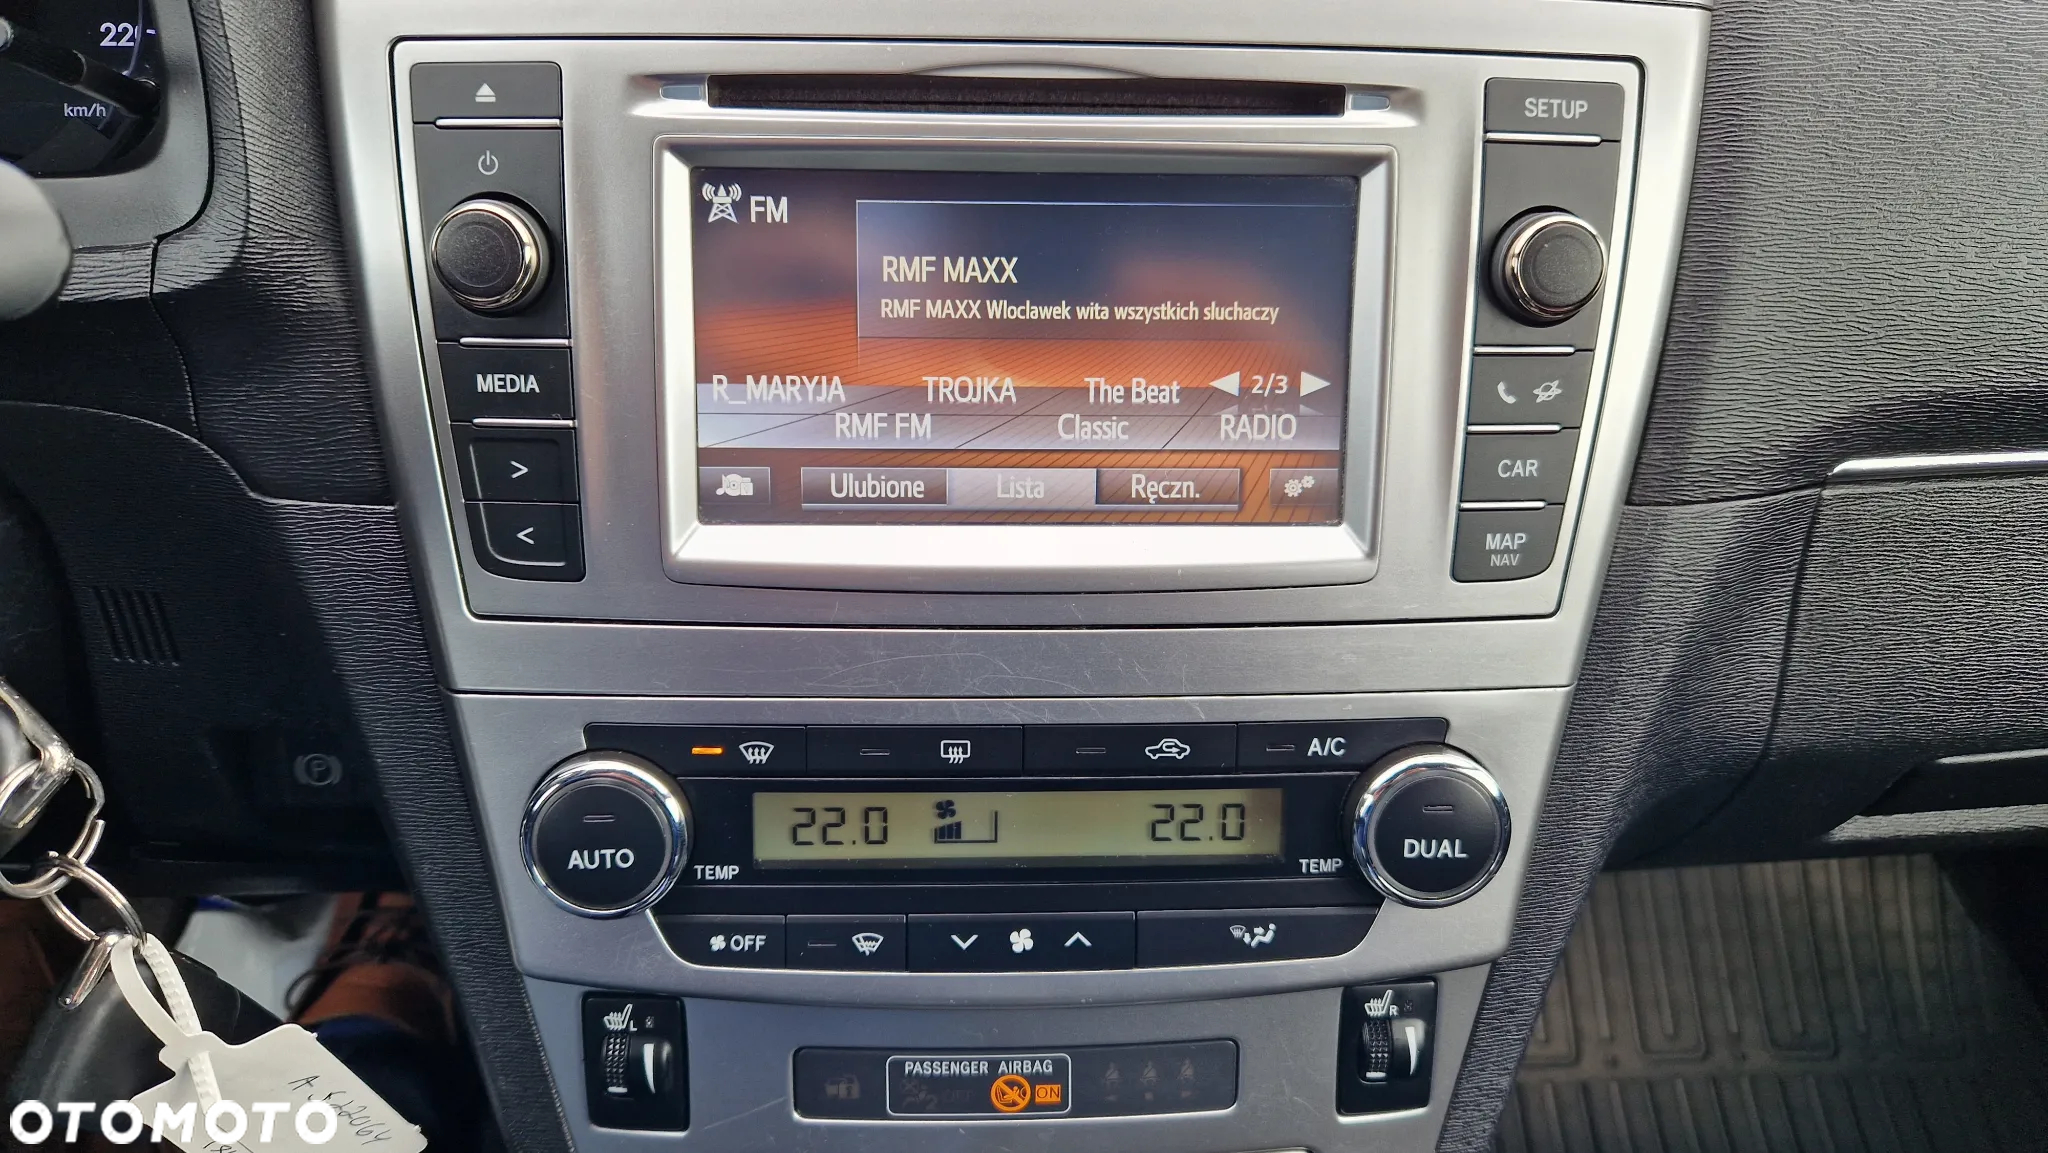 220
km/h
SETUP
FM
RMF MAXX
RMF MAXX Wloclawek wita wszystkich sluchaczy
MEDIA
R_MARYJA TROJKA The Beat 2/3
RMF FM Classic RADIO
CAR
Ulubione Lista Ręczn.
MAP
NAV
A/C
22.0 22.0
AUTO TEMP TEMP DUAL
OFF
L R
PASSENGER AIRBAG
OFF ON
A 522064
OTOMOTO